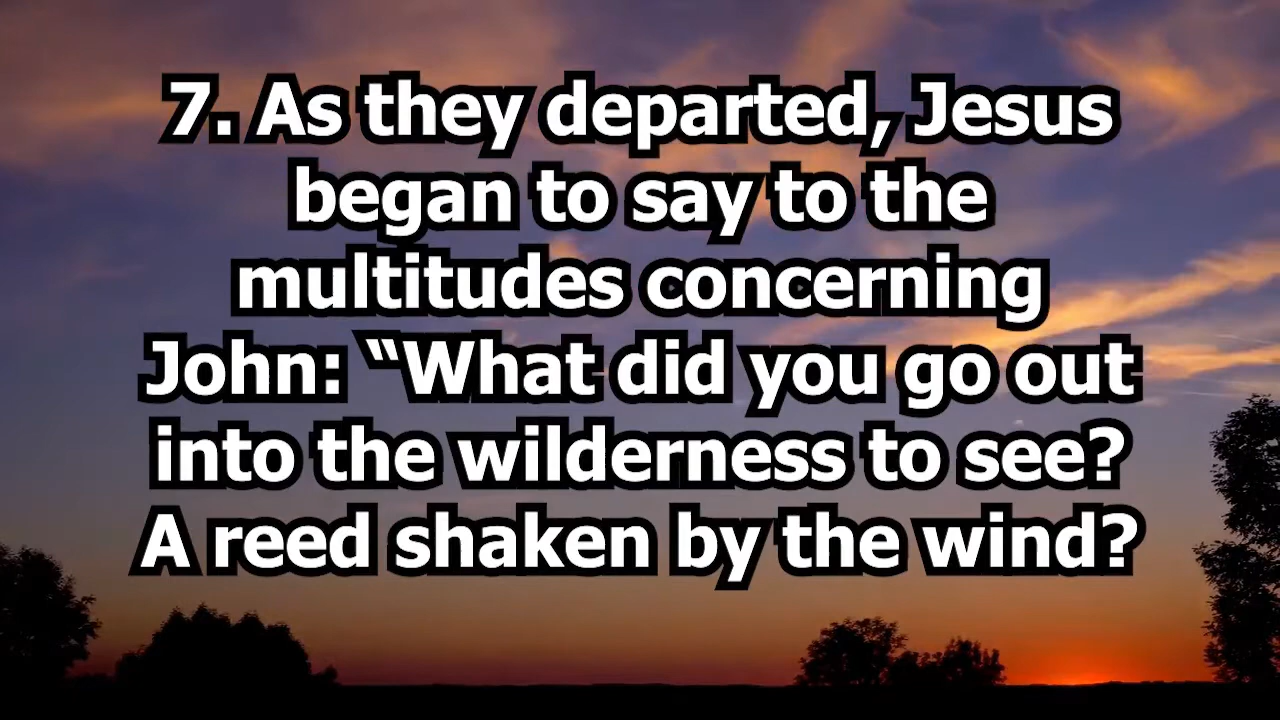 7. As they departed, Jesus
began to say to the
multitudes concerning
John: “What did you go out
into the wilderness to see?
A reed shaken by the wind?